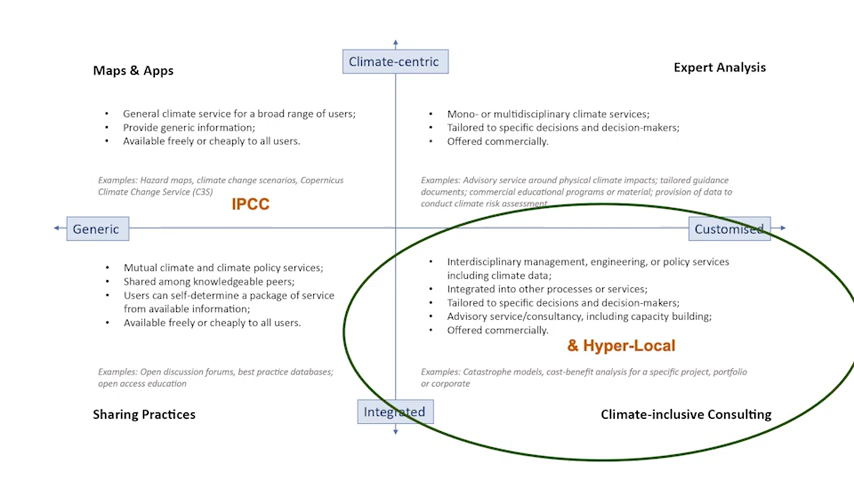 Climate-centric
Maps & Apps
Expert Analysis
• General climate service for a broad range of users;
• Provide generic information;
• Available freely or cheaply to all users.
Examples: Hazard maps, climate change scenarios, Copernicus
Climate Change Service (C3S)
IPCC
• Mono- or multidisciplinary climate services;
• Tailored to specific decisions and decision-makers;
• Offered commercially.
Examples: Advisory service around physical climate impacts; tailored guidance
documents; commercial educational programs or material; provision of data to
conduct climate risk assessment
Generic
Customised
• Mutual climate and climate policy services;
• Shared among knowledgeable peers;
• Users can self-determine a package of service
from available information;
• Available freely or cheaply to all users.
Examples: Open discussion forums, best practice databases;
open access education
• Interdisciplinary management, engineering, or policy services
including climate data;
• Integrated into other processes or services;
• Tailored to specific decisions and decision-makers;
• Advisory service/consultancy, including capacity building;
• Offered commercially.
& Hyper-Local
Examples: Catastrophe models, cost-benefit analysis for a specific project, portfolio
or corporate
Sharing Practices
Integrated
Climate-inclusive Consulting